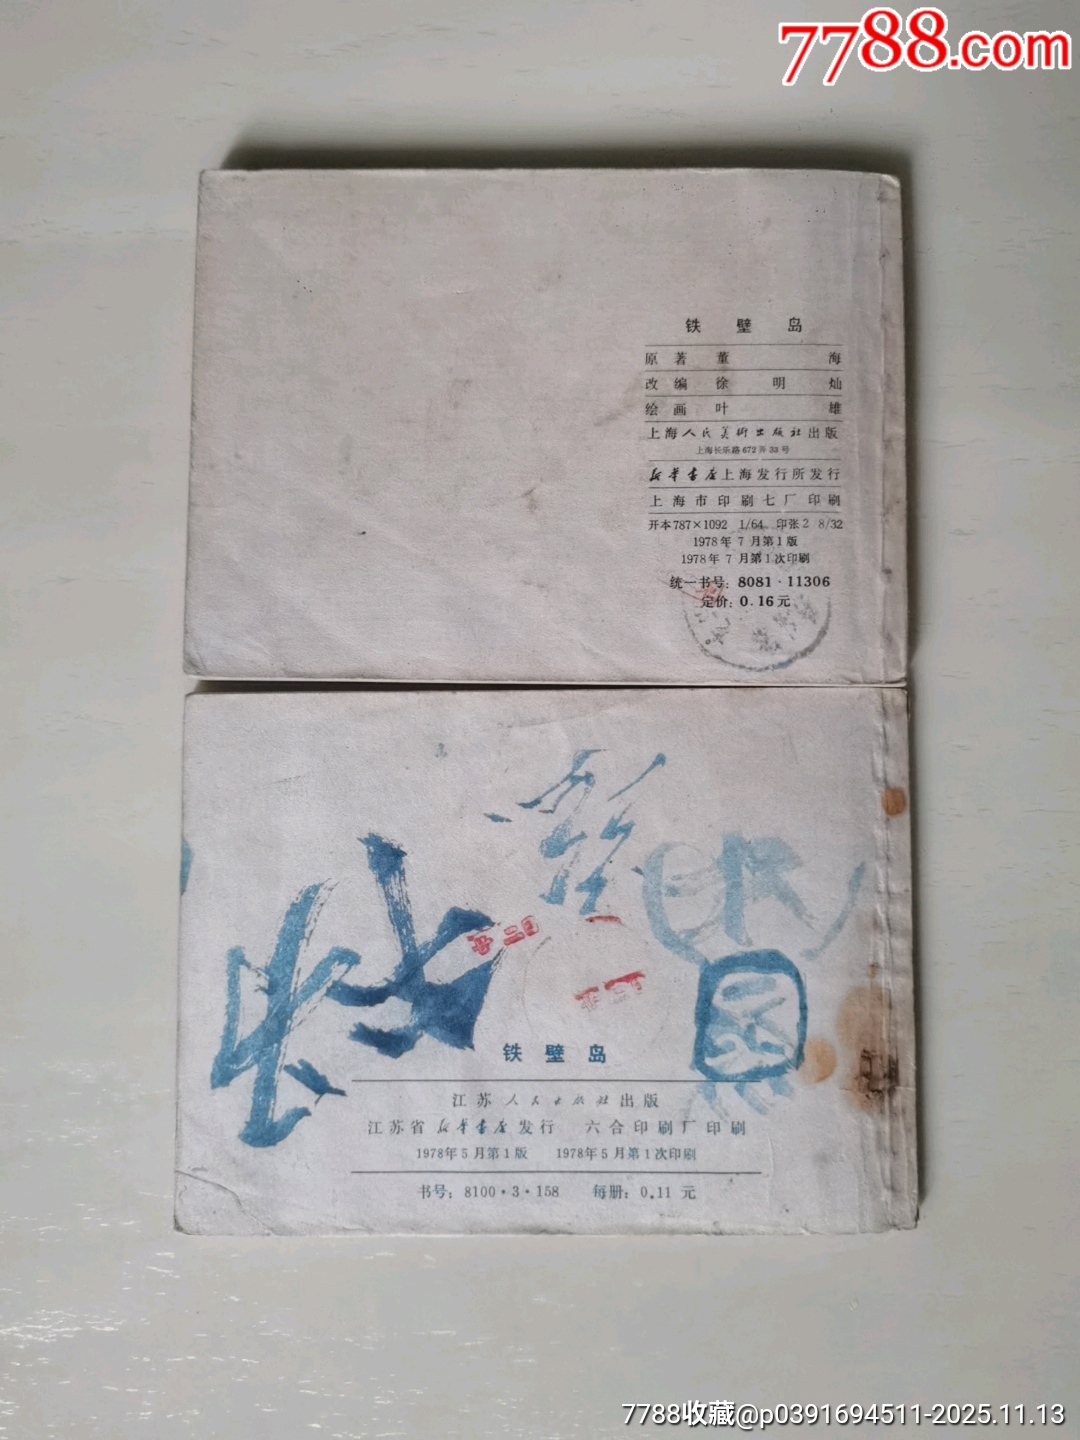 7788.com
铁壁岛
原著 董海
改编 徐明灿
绘画 叶雄
上海人民美術出版社出版
上海长乐路672弄33号
新华书店上海发行所发行
上海市印刷七厂印刷
开本787×1092 1/64 印张2 8/32
1978年7月第1版
1978年7月第1次印刷
统一书号: 8081·11306
定价: 0.16元
铁壁岛
江苏人民出版社出版
江苏省新华书店发行 六合印刷厂印刷
1978年5月第1版 1978年5月第1次印刷
书号: 8100·3·158 每册: 0.11元
7788收藏@p0391694511-2025.11.13